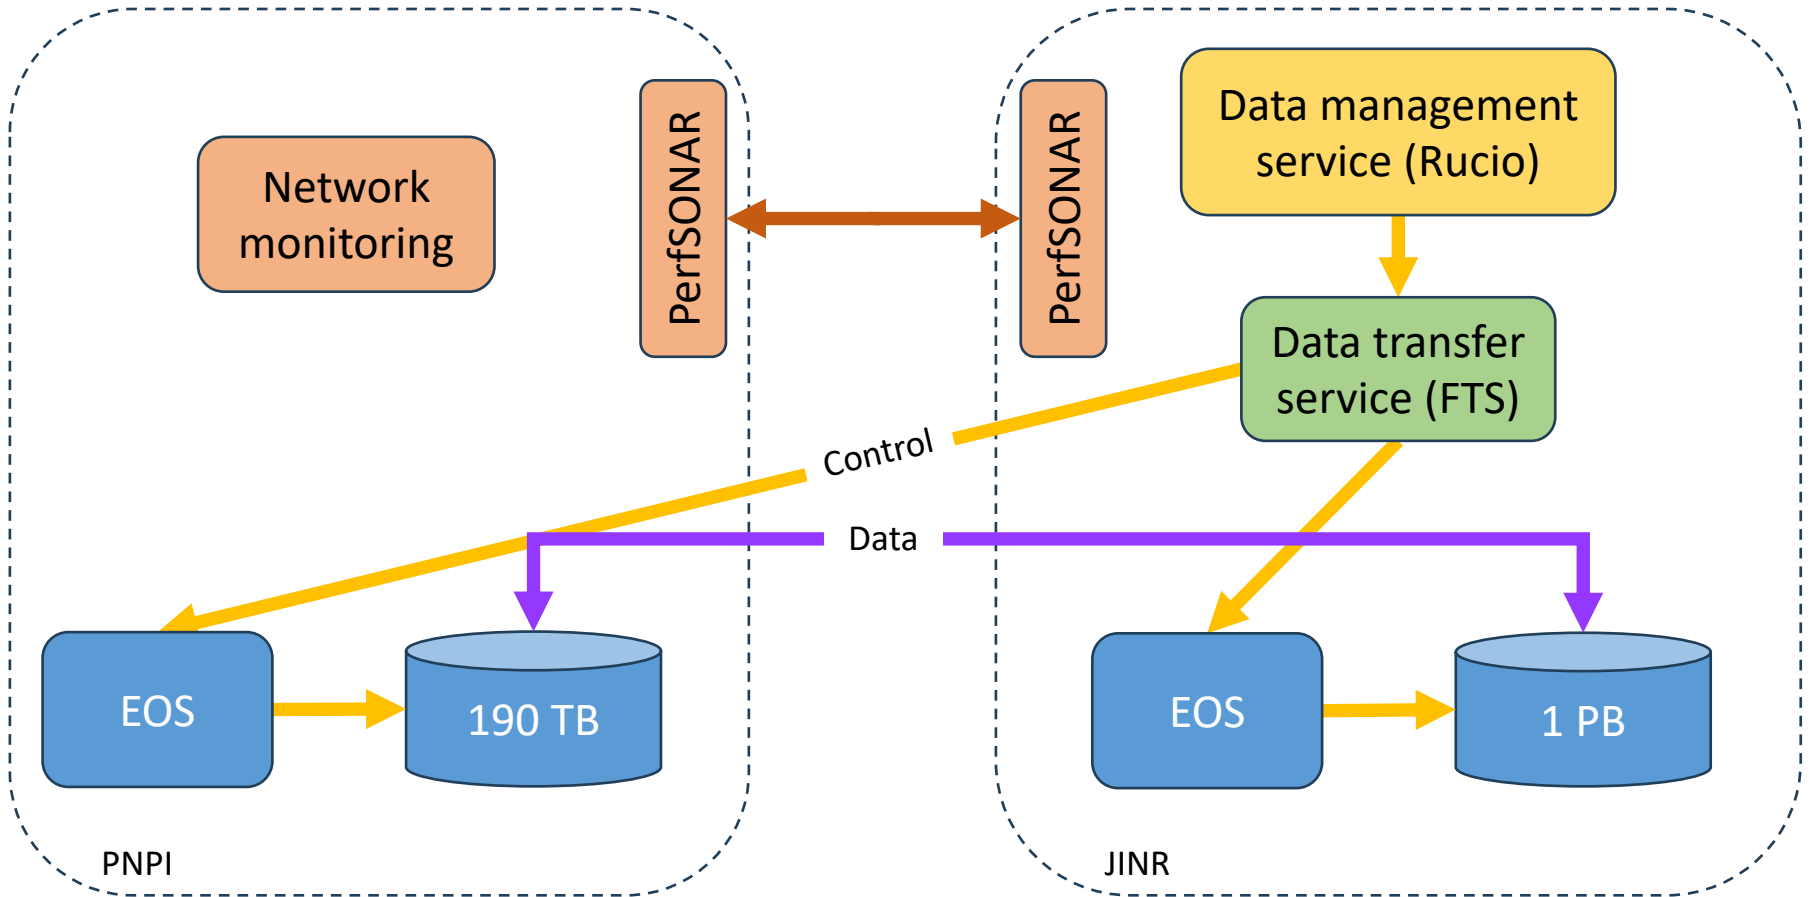 Network
monitoring
PerfSONAR
PerfSONAR
Data management
service (Rucio)
Data transfer
service (FTS)
Control
Data
EOS
190 TB
EOS
1 PB
PNPI
JINR